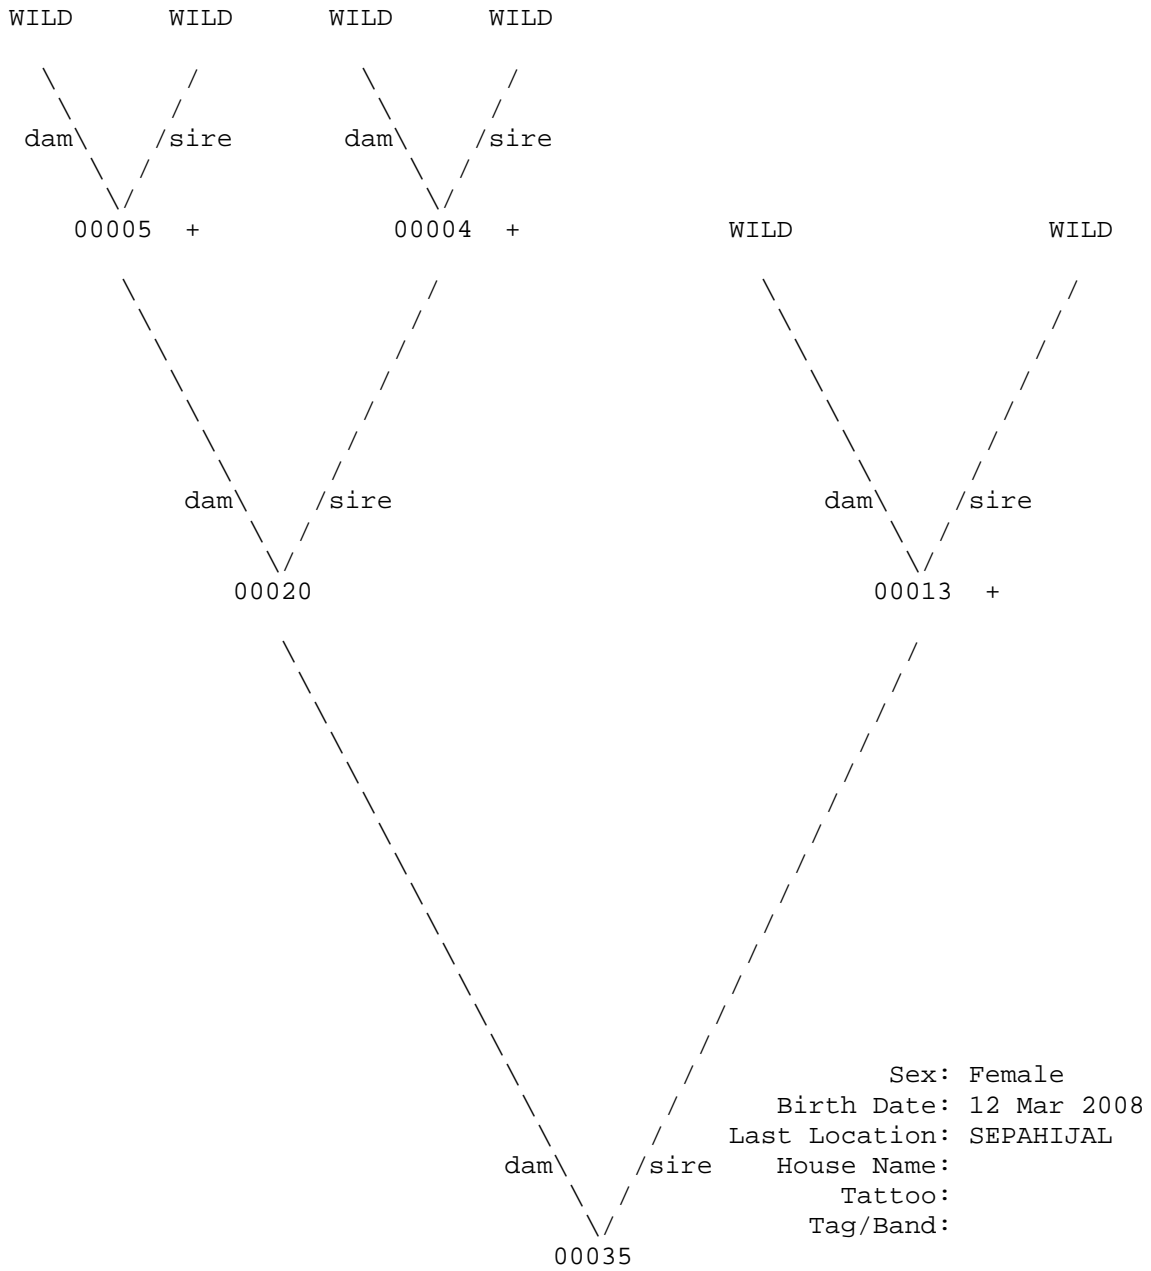 WILD WILD WILD WILD
dam sire dam sire
00005 + 00004 + WILD WILD
dam sire dam sire
00020 00013 +
Sex: Female
Birth Date: 12 Mar 2008
Last Location: SEPAHIJAL
dam sire House Name:
Tattoo:
Tag/Band:
00035